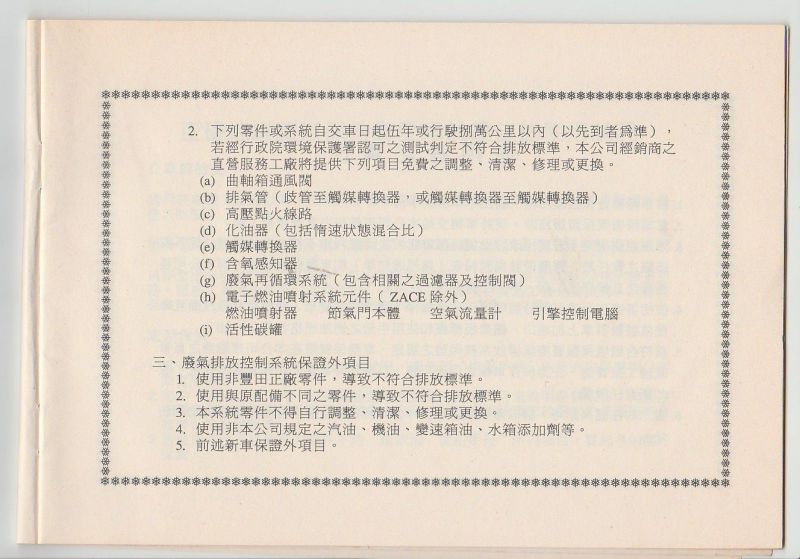 2. 下列零件或系統自交車日起伍年或行駛捌萬公里以內（以先到者為準），
若經行政院環境保護署認可之測試判定不符合排放標準，本公司經銷商之
直營服務工廠將提供下列項目免費之調整、清潔、修理或更換。
(a) 曲軸箱通風閥
(b) 排氣管（歧管至觸媒轉換器，或觸媒轉換器至觸媒轉換器）
(c) 高壓點火線路
(d) 化油器（包括惰速狀態混合比）
(e) 觸媒轉換器
(f) 含氧感知器
(g) 廢氣再循環系統（包含相關之過濾器及控制閥）
(h) 電子燃油噴射系統元件（ ZACE 除外）
燃油噴射器 節氣門本體 空氣流量計 引擎控制電腦
(i) 活性碳罐
三、廢氣排放控制系統保證外項目
1. 使用非豐田正廠零件，導致不符合排放標準。
2. 使用與原配備不同之零件，導致不符合排放標準。
3. 本系統零件不得自行調整、清潔、修理或更換。
4. 使用非本公司規定之汽油、機油、變速箱油、水箱添加劑等。
5. 前述新車保證外項目。